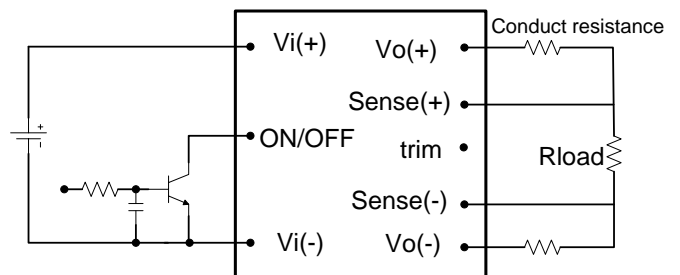 Conduct resistance
Vi(+)
Vo(+)
Sense(+)
+
-
ON/OFF
trim
Rload
Sense(-)
Vi(-)
Vo(-)